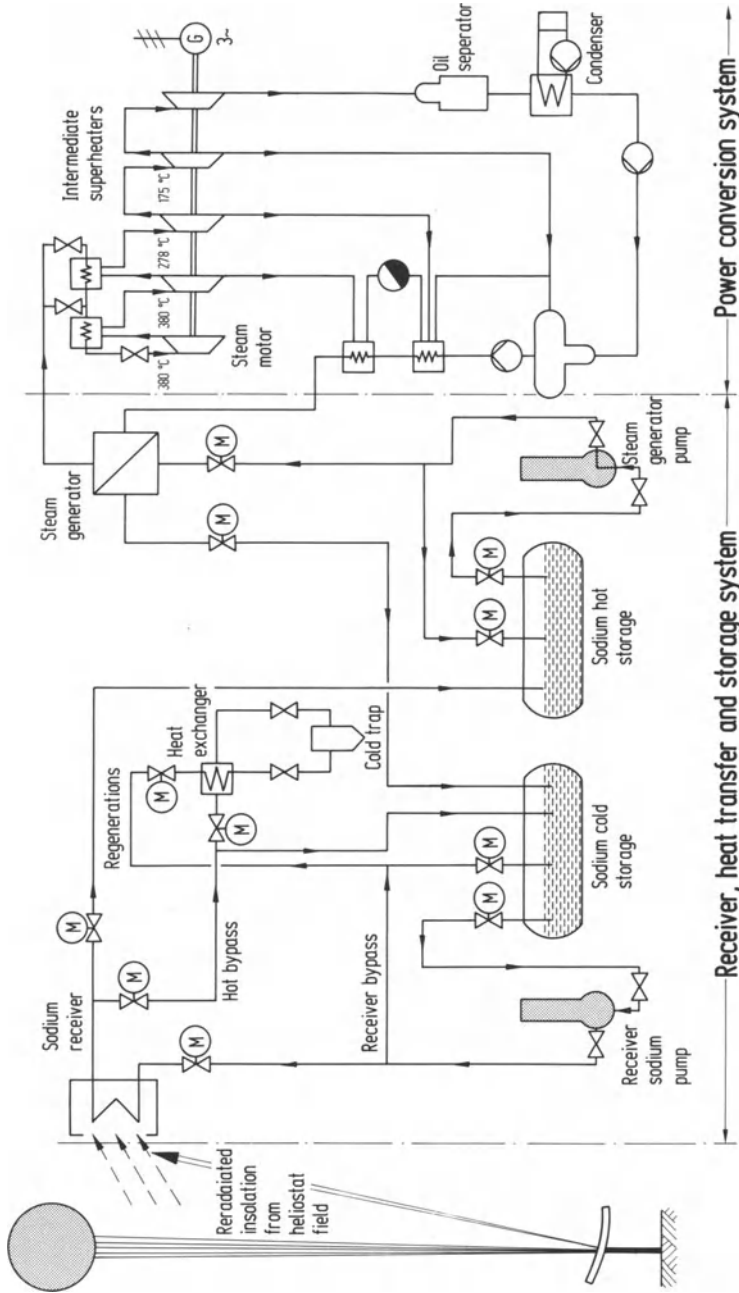 Reradaiated
insolation
from
heliostat
field
Sodium
receiver
M
M
M
Hot bypass
Receiver bypass
Receiver
sodium
pump
Regenerations
M
M
Heat
exchanger
Cold trap
M
M
Sodium cold
storage
M
M
Sodium hot
storage
Steam
generator
M
M
Steam generator
pump
Receiver, heat transfer and storage system
380 °C
380 °C
278 °C
175 °C
Steam
motor
Intermediate
superheaters
G
3~
Oil
seperator
Condenser
Power conversion system